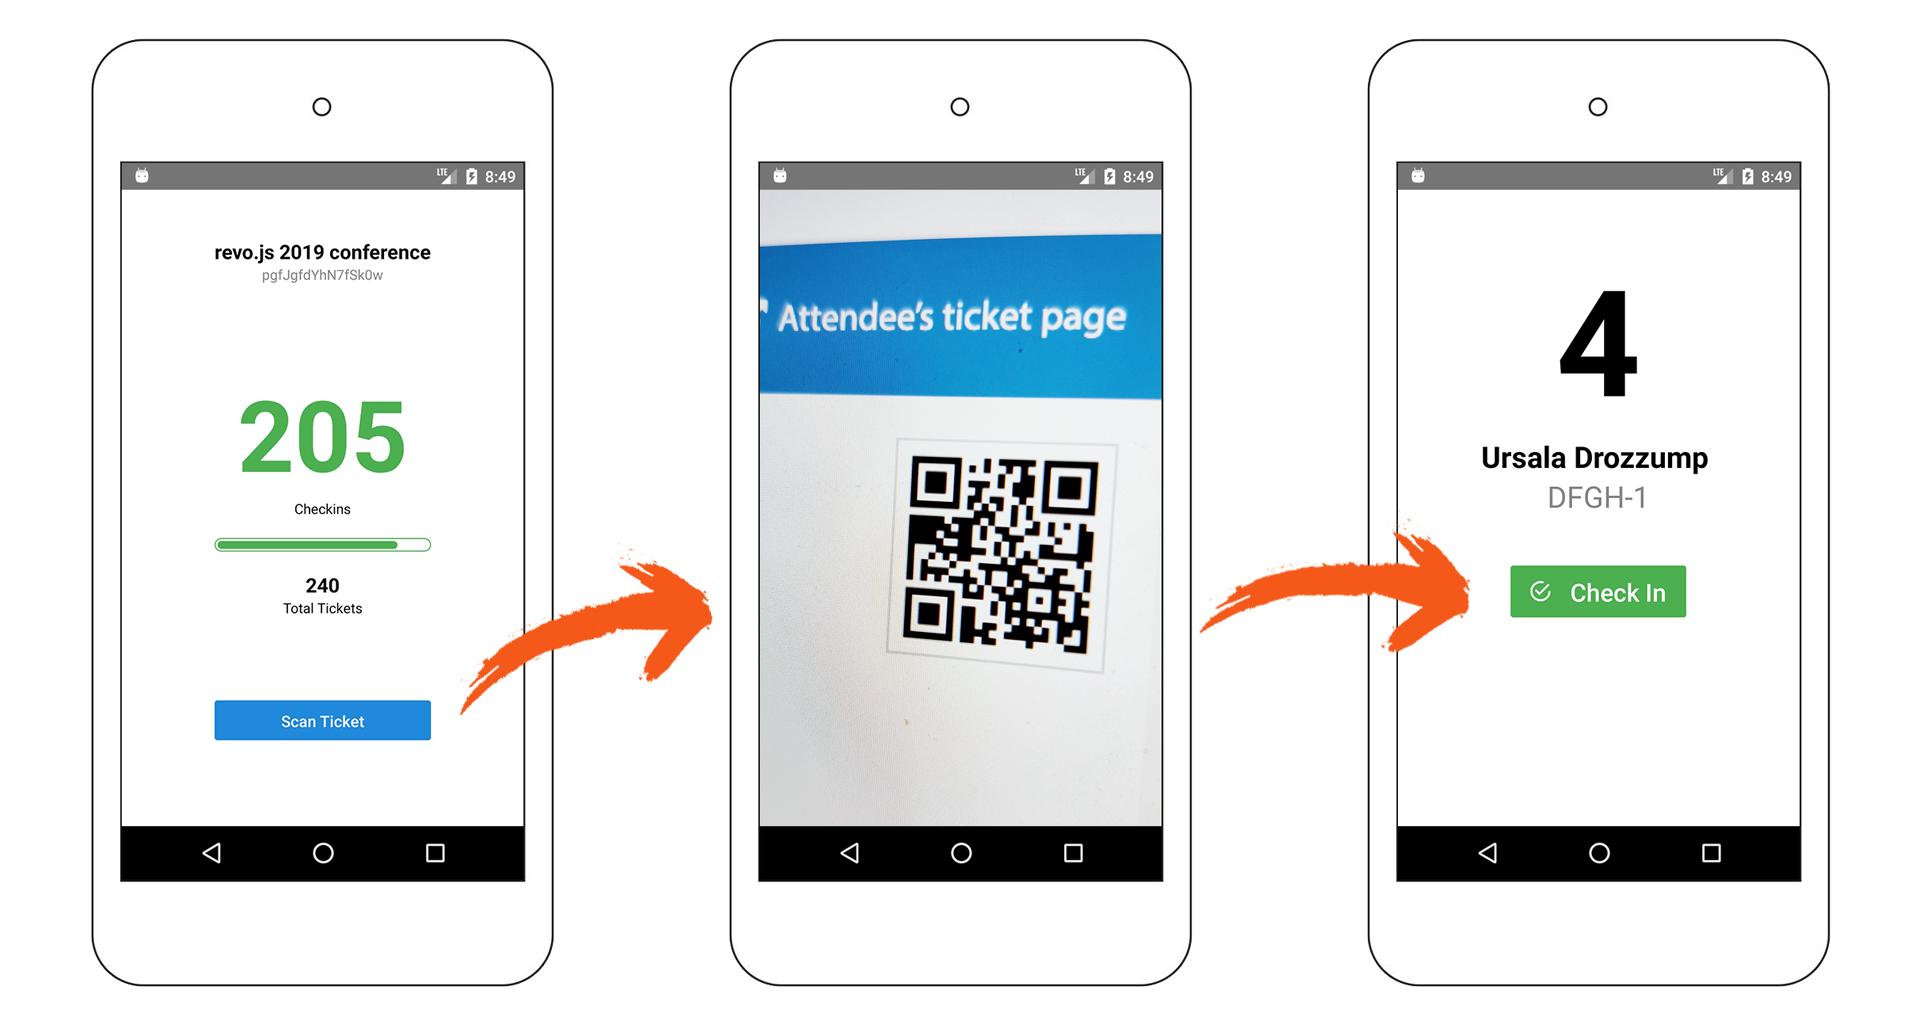 LTE 8:49
revo.js 2019 conference
pgfJgfdYhN7fSk0w
205
Checkins
240
Total Tickets
Scan Ticket
LTE 8:49
Attendee's ticket page
LTE 8:49
4
Ursala Drozzump
DFGH-1
Check In